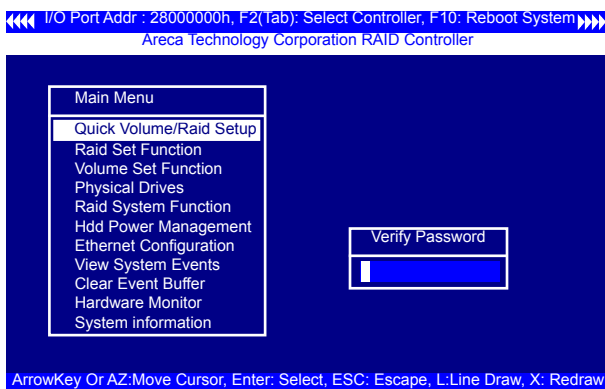 I/O Port Addr : 28000000h, F2(Tab): Select Controller, F10: Reboot System
Areca Technology Corporation RAID Controller
Main Menu
Quick Volume/Raid Setup
Raid Set Function
Volume Set Function
Physical Drives
Raid System Function
Hdd Power Management
Ethernet Configuration
View System Events
Clear Event Buffer
Hardware Monitor
System information
Verify Password
ArrowKey Or AZ:Move Cursor, Enter: Select, ESC: Escape, L:Line Draw, X: Redraw